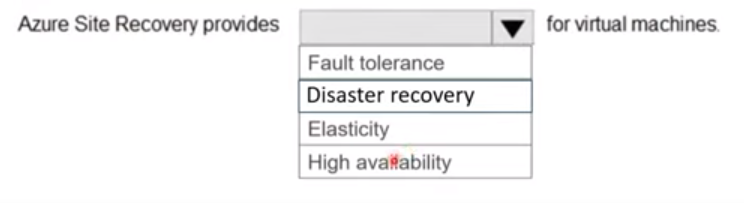 Azure Site Recovery provides for virtual machines.
Fault tolerance
Disaster recovery
Elasticity
High availability